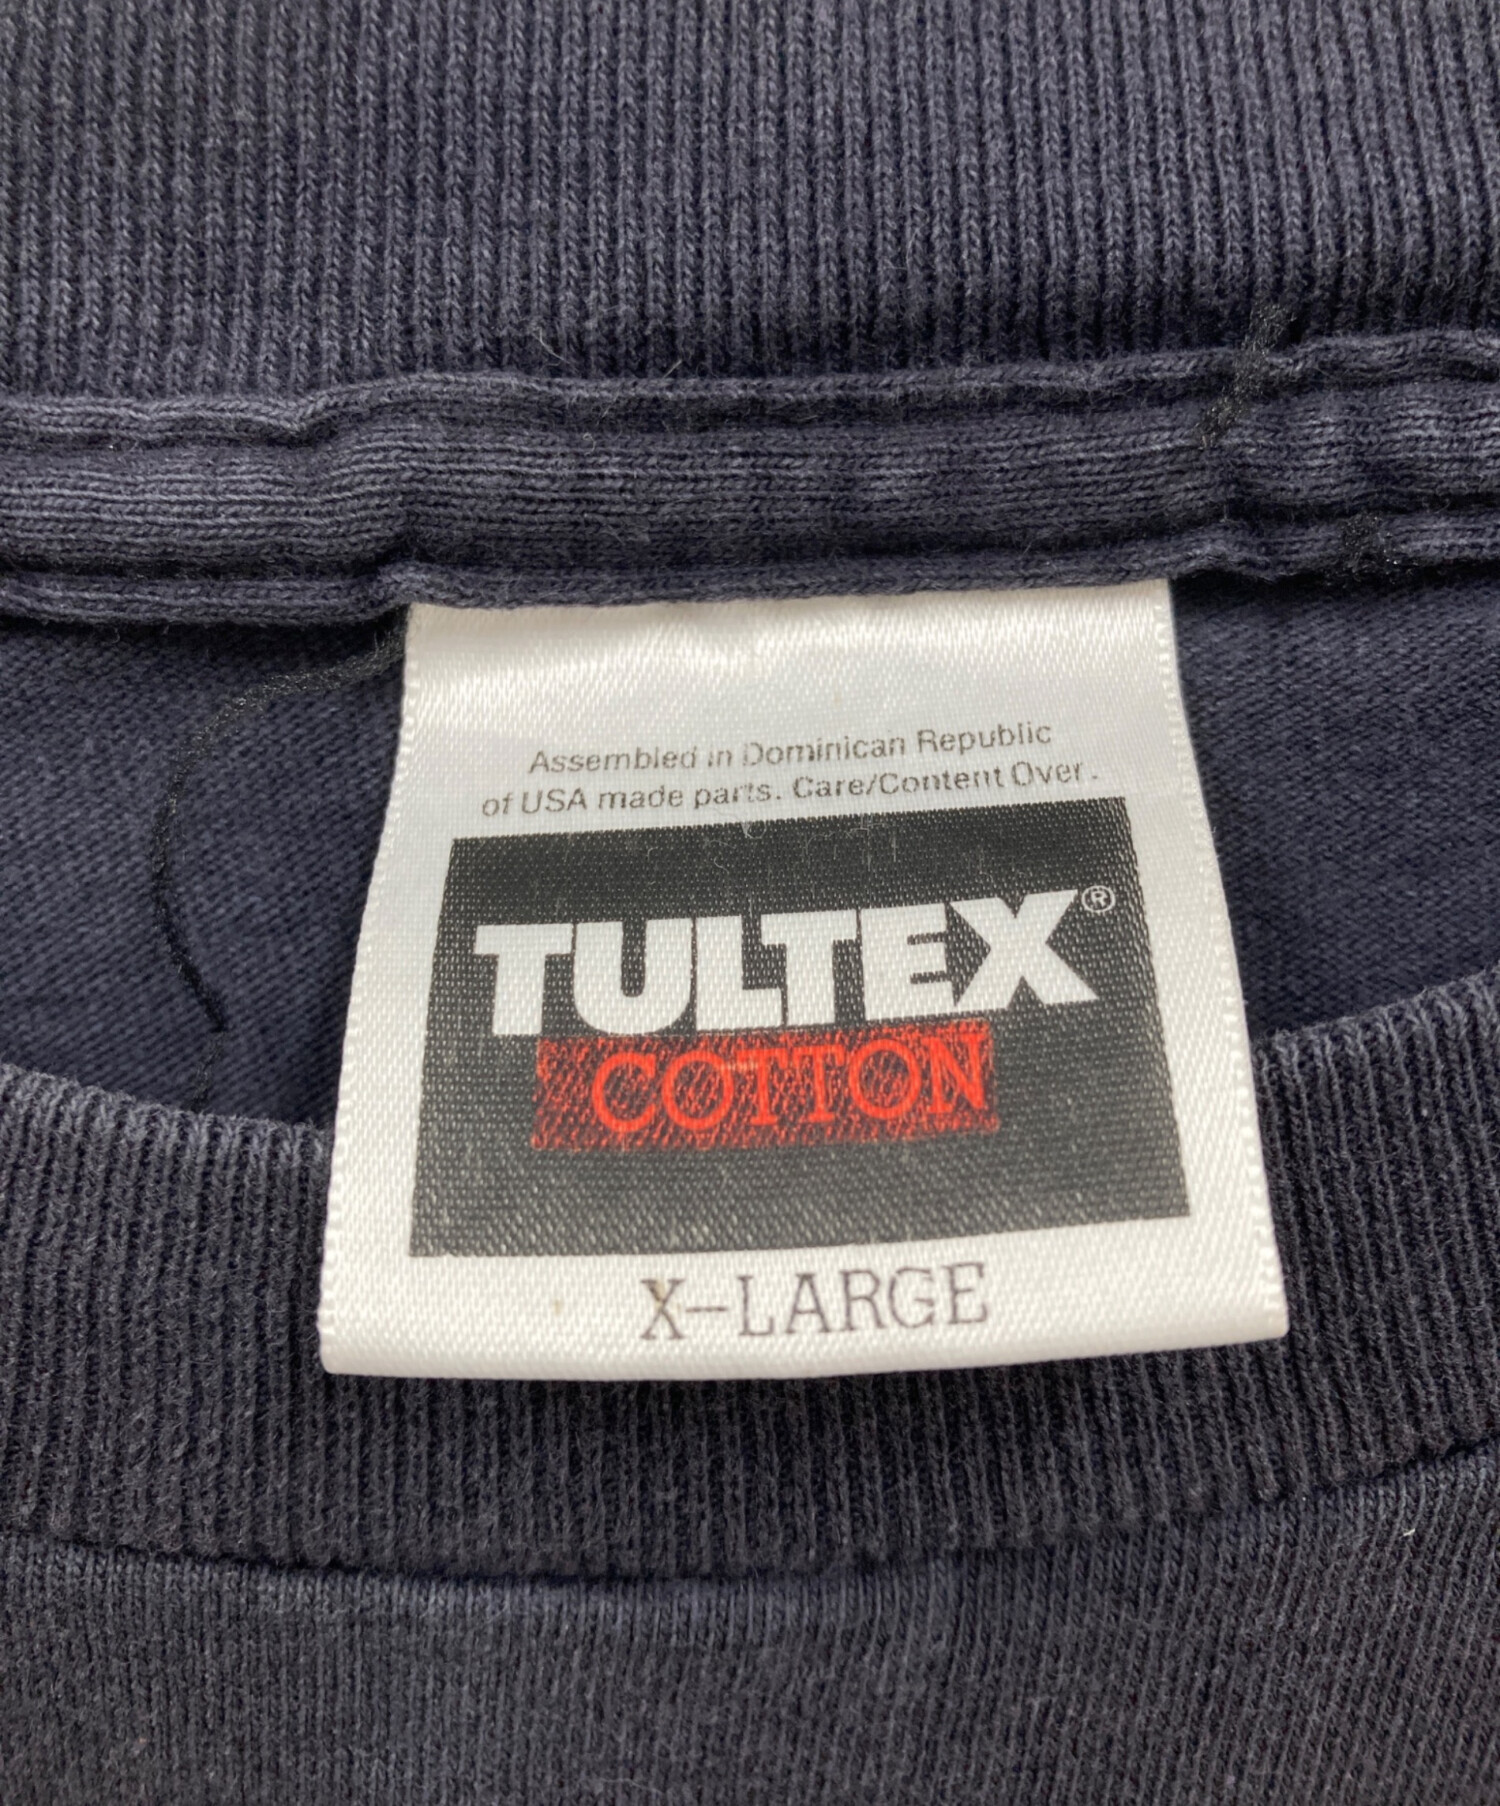 Assembled in Dominican Republic
of USA made parts. Care/Content Over.
TULTEX®
COTTON
X-LARGE